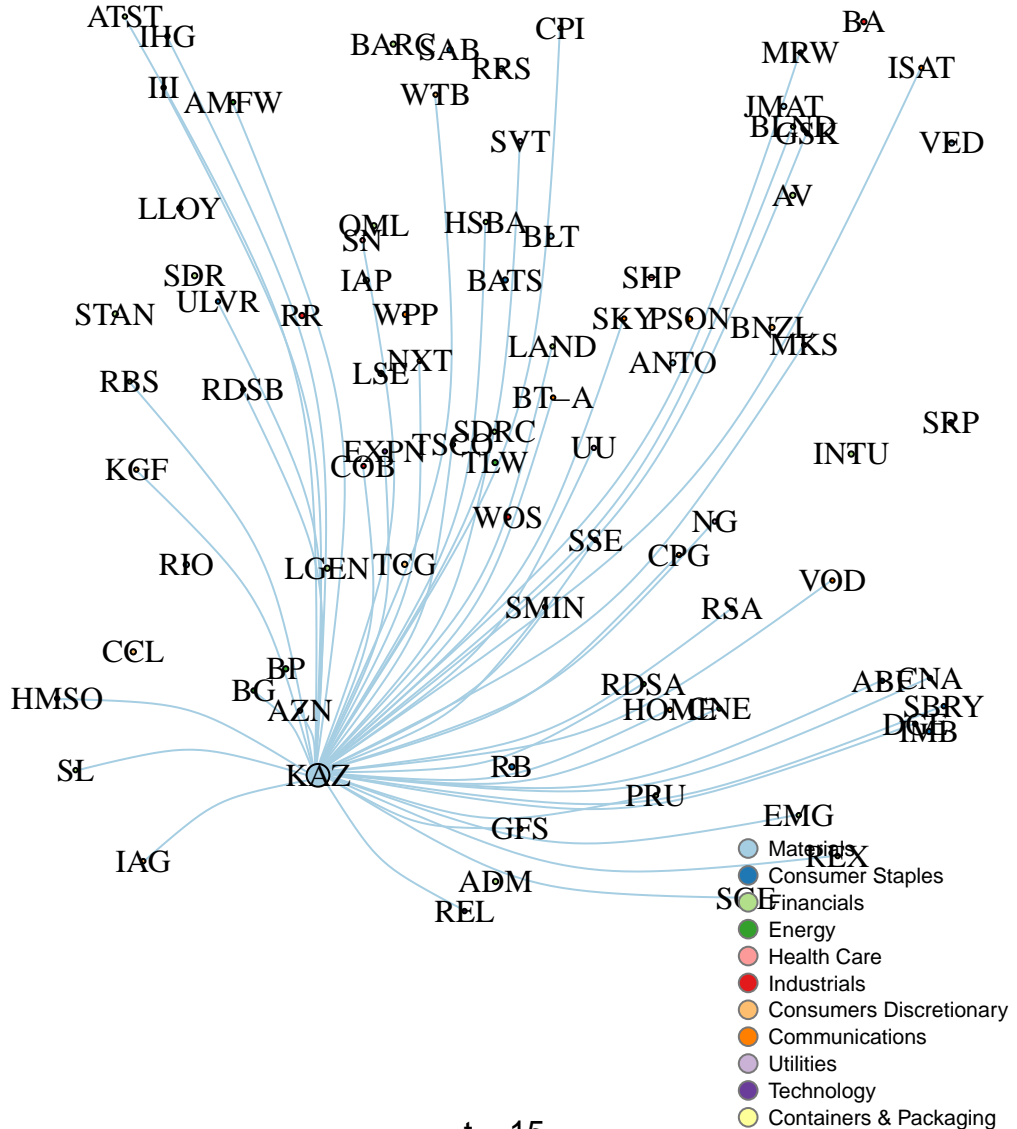 ATST
IHG
BARC
SAB
CPI
BA
MRW
ISAT
RRS
III
AMFW
WTB
JMAT
BLND
GSK
SVT
VED
AV
LLOY
OML
SN
HSBA
BLT
SDR
IAP
BATS
SHP
ULVR
STAN
RR
WPP
SKY
PSON
BNZL
MKS
LAND
NXT
ANTO
LSE
RBS
RDSB
BT−A
SRP
SDRC
TSCO
EXPN
UU
INTU
COB
TLW
KGF
WOS
NG
SSE
CPG
RIO
LGEN
TCG
VOD
SMIN
RSA
CCL
BP
BG
HMSO
AZN
RDSA
HOME
CNE
ABF
CNA
SBRY
DGE
IMB
SL
KAZ
RB
PRU
EMG
GFS
IAG
Materials
REX
ADM
Consumer Staples
SGE
Financials
REL
Energy
Health Care
Industrials
Consumers Discretionary
Communications
Utilities
Technology
Containers & Packaging